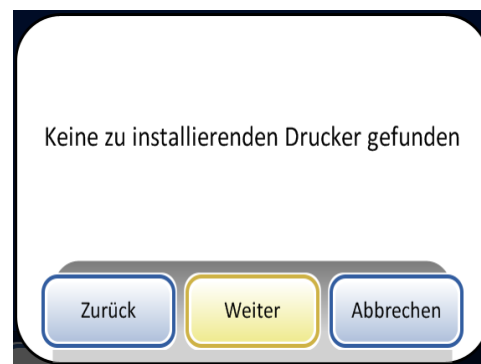 Keine zu installierenden Drucker gefunden
Zurück
Weiter
Abbrechen